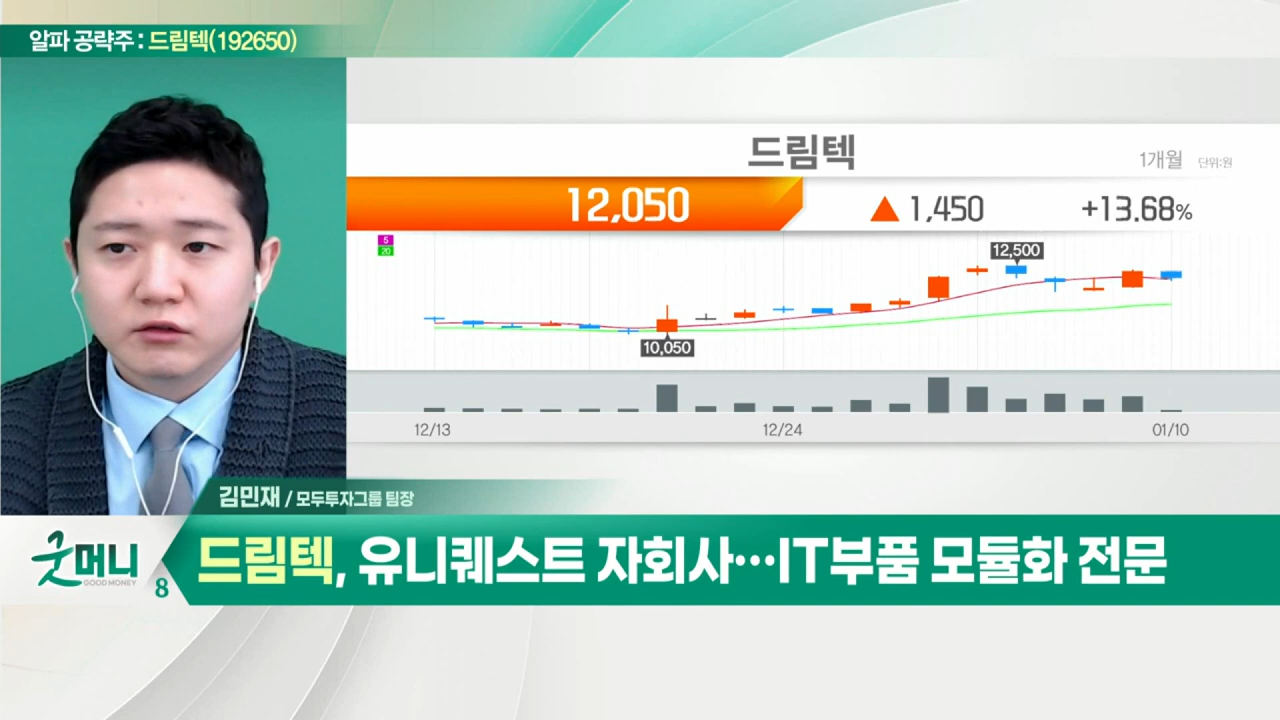 알파 공략주 : 드림텍(192650)
드림텍
1개월 단위:원
12,050 ▲ 1,450 +13.68%
5
20
12,500
10,050
12/13 12/24 01/10
김민재 / 모두투자그룹 팀장
굿머니
GOOD MONEY
8
드림텍, 유니퀘스트 자회사…IT부품 모듈화 전문